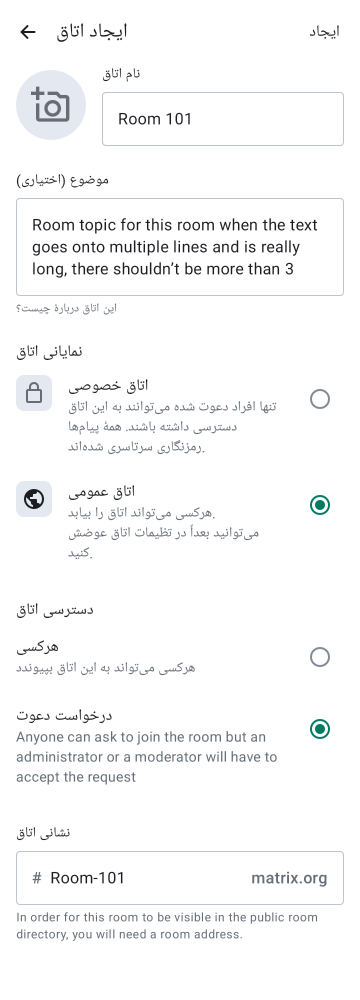 ایجاد اتاق
ایجاد
نام اتاق
Room 101
موضوع (اختیاری)
Room topic for this room when the text
goes onto multiple lines and is really
long, there shouldn’t be more than 3
این اتاق دربارهٔ چیست؟
نمایانی اتاق
اتاق خصوصی
تنها افراد دعوت شده می‌توانند به این اتاق
دسترسی داشته باشند. همهٔ پیام‌ها
رمزنگاری سرتاسری شده‌اند.
اتاق عمومی
هرکسی می‌تواند اتاق را بیابد.
می‌توانید بعداً در تظیمات اتاق عوضش
کنید.
دسترسی اتاق
هرکسی
هرکسی می‌تواند به این اتاق بپیوندد
درخواست دعوت
Anyone can ask to join the room but an
administrator or a moderator will have to
accept the request
نشانی اتاق
# Room-101 matrix.org
In order for this room to be visible in the public room
directory, you will need a room address.